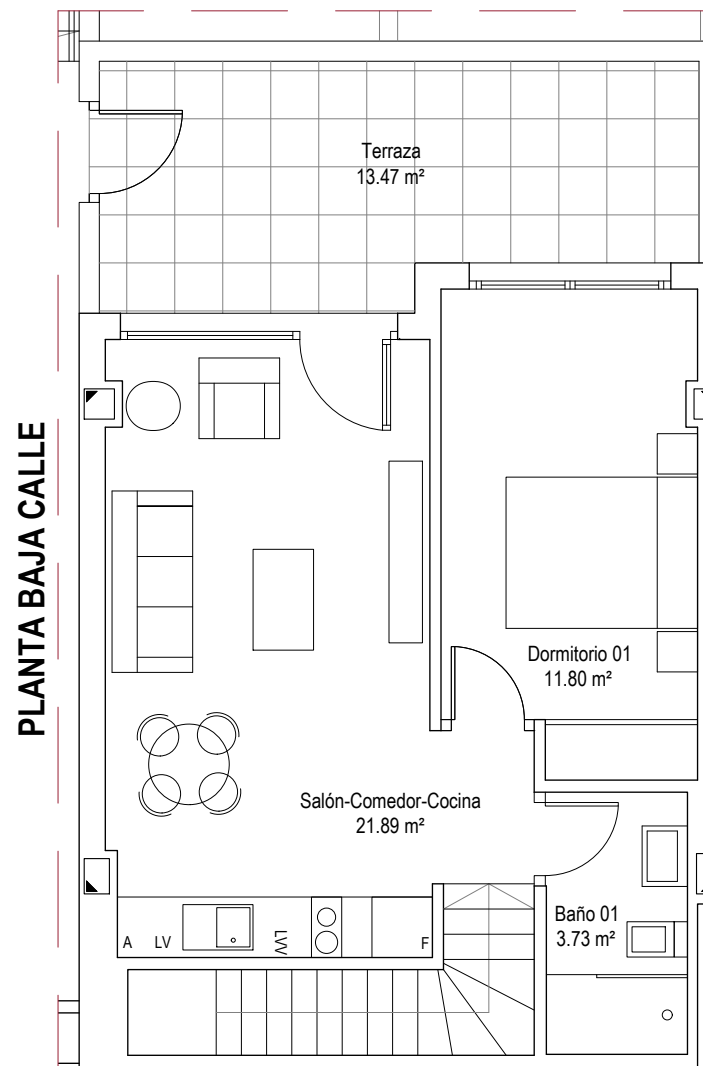 Terraza
13.47 m²
PLANTA BAJA CALLE
Dormitorio 01
11.80 m²
Salón-Comedor-Cocina
21.89 m²
Baño 01
3.73 m²
A
LV
LVV
F